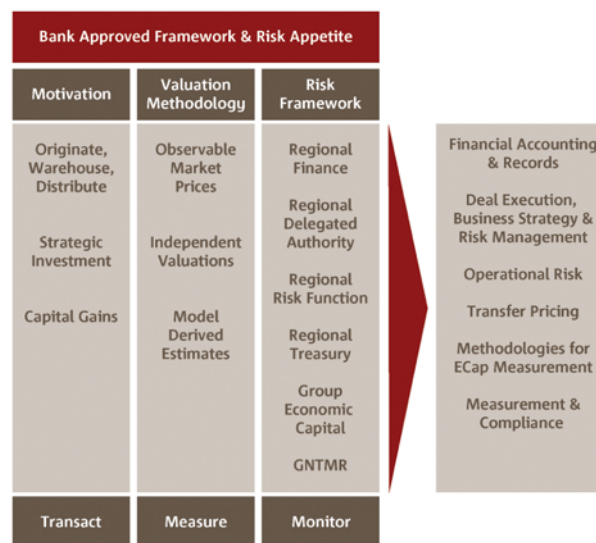 Bank Approved Framework & Risk Appetite
Motivation
Valuation
Methodology
Risk
Framework
Originate,
Warehouse,
Distribute
Strategic
Investment
Capital Gains
Observable
Market
Prices
Independent
Valuations
Model
Derived
Estimates
Regional
Finance
Regional
Delegated
Authority
Regional
Risk Function
Regional
Treasury
Group
Economic
Capital
GNTMR
Financial Accounting
& Records
Deal Execution,
Business Strategy &
Risk Management
Operational Risk
Transfer Pricing
Methodologies for
ECap Measurement
Measurement &
Compliance
Transact
Measure
Monitor